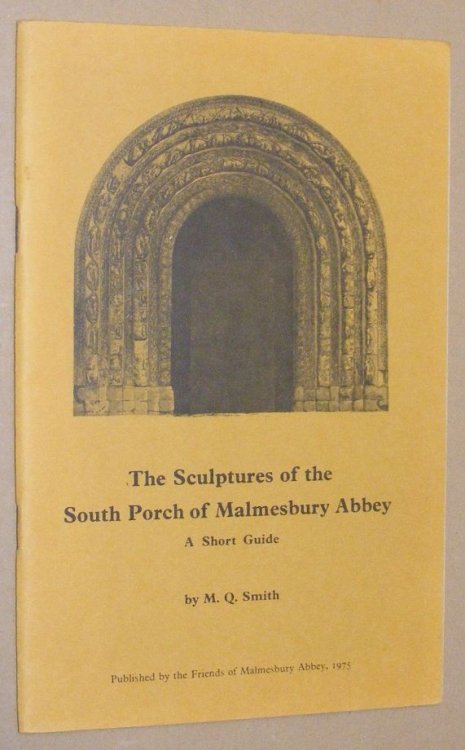 The Sculptures of the
South Porch of Malmesbury Abbey
A Short Guide
by M. Q. Smith
Published by the Friends of Malmesbury Abbey, 1975